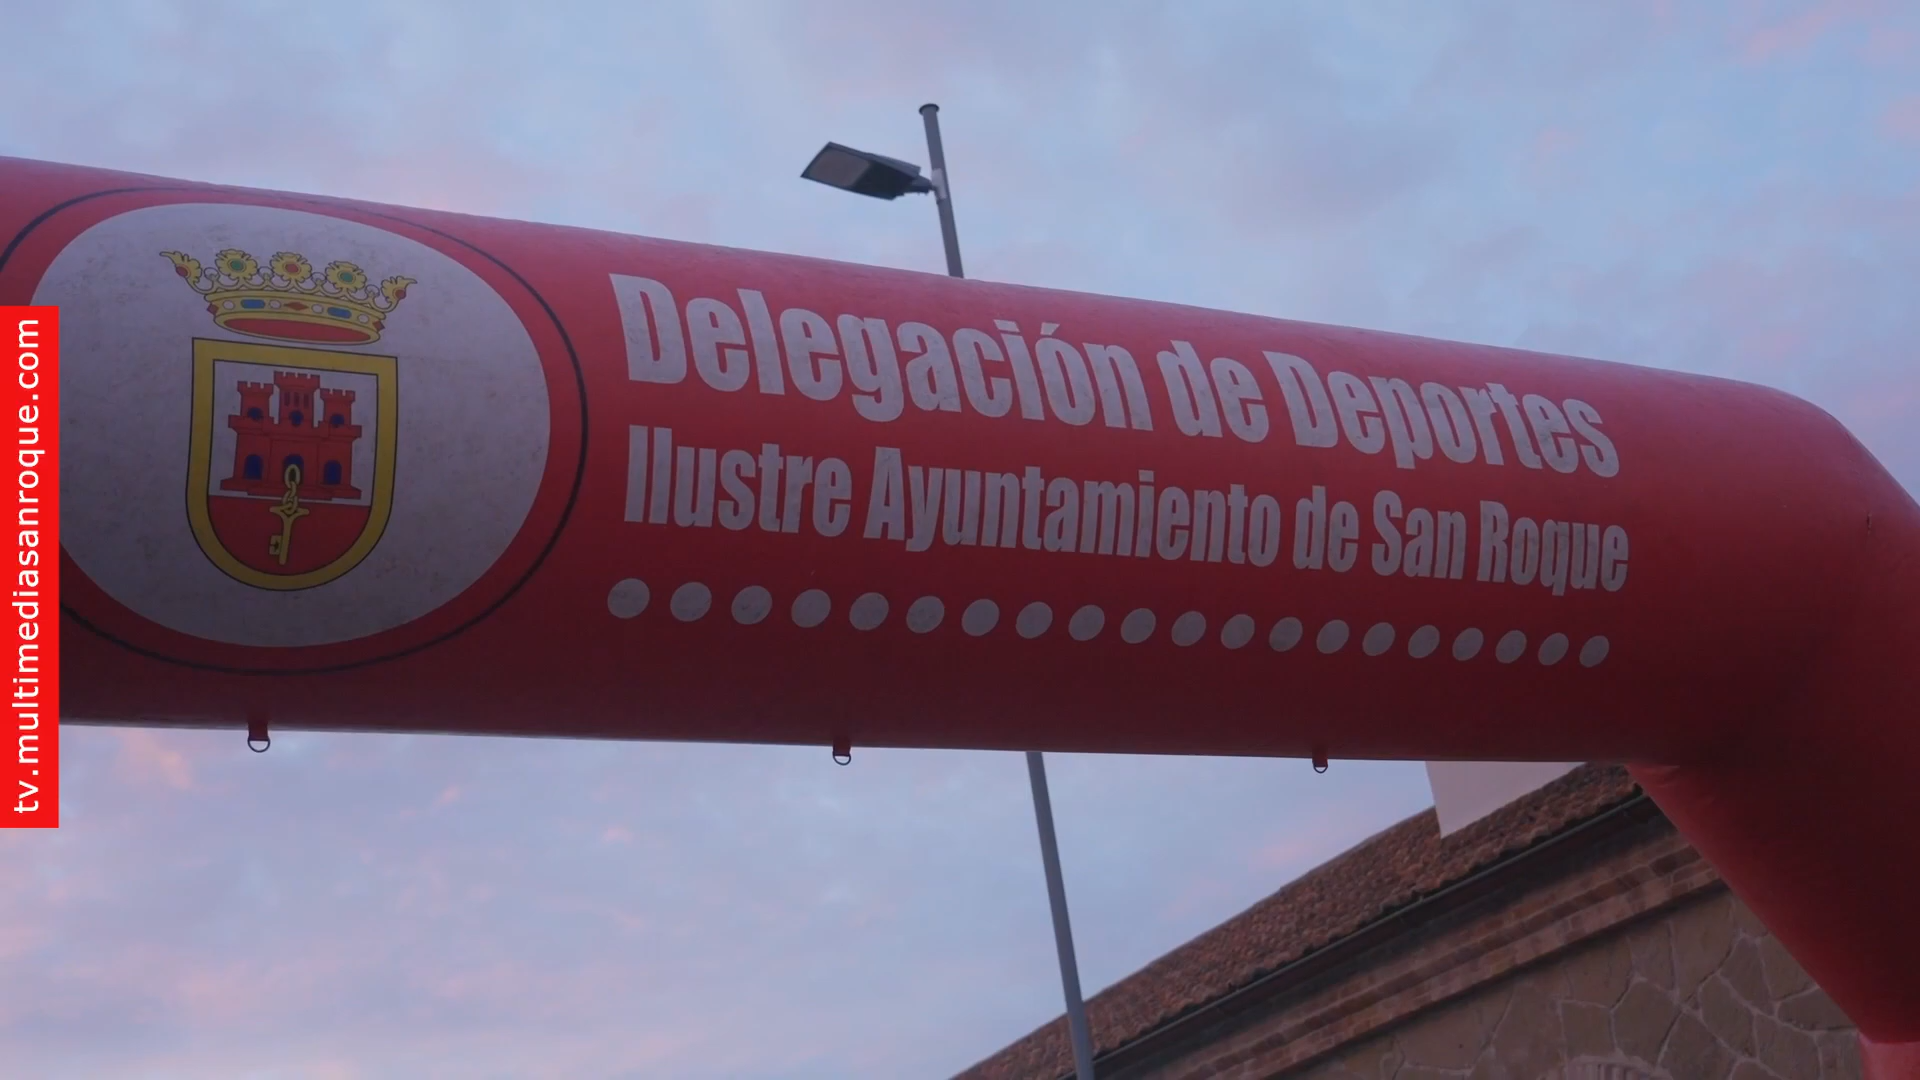 tv.multimediasanroque.com
Delegación de Deportes
Ilustre Ayuntamiento de San Roque